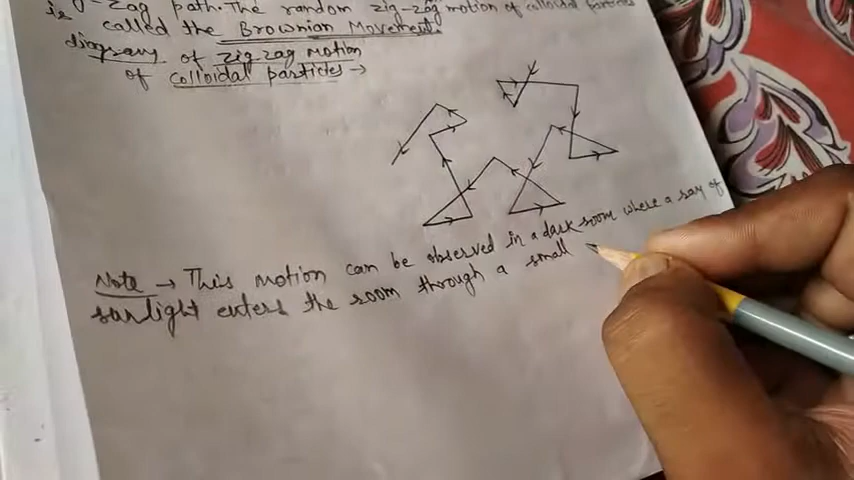 Zag path. The random zig-zag motion of colloidal particles
is called the Brownian Movement.
diagram of zig zag motion
of colloidal particles →
Note → This motion can be observed in a dark room where a ray of
sunlight enters the room through a small